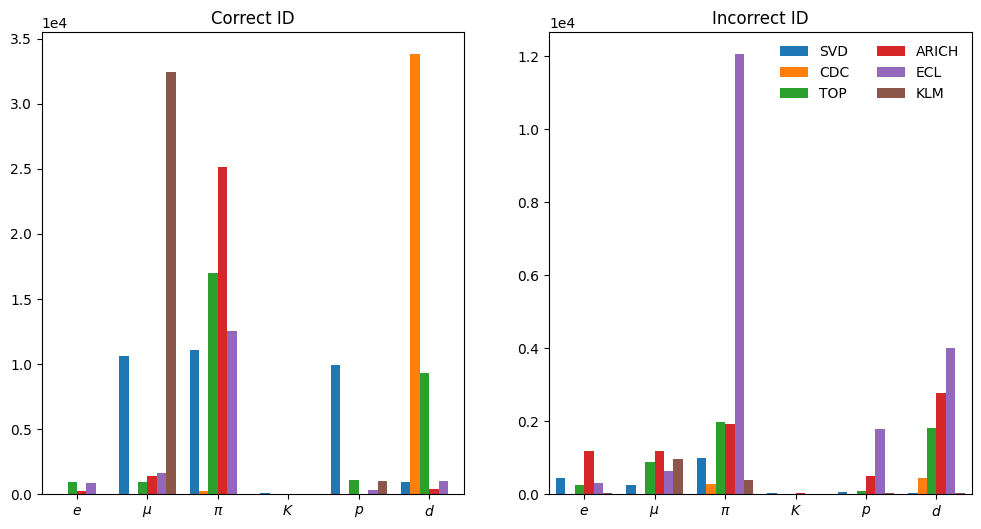 Correct ID
1e4
3.5
3.0
2.5
2.0
1.5
1.0
0.5
0.0
e μ π K p d
Incorrect ID
1e4
1.2
1.0
0.8
0.6
0.4
0.2
0.0
e μ π K p d
SVD
CDC
TOP
ARICH
ECL
KLM